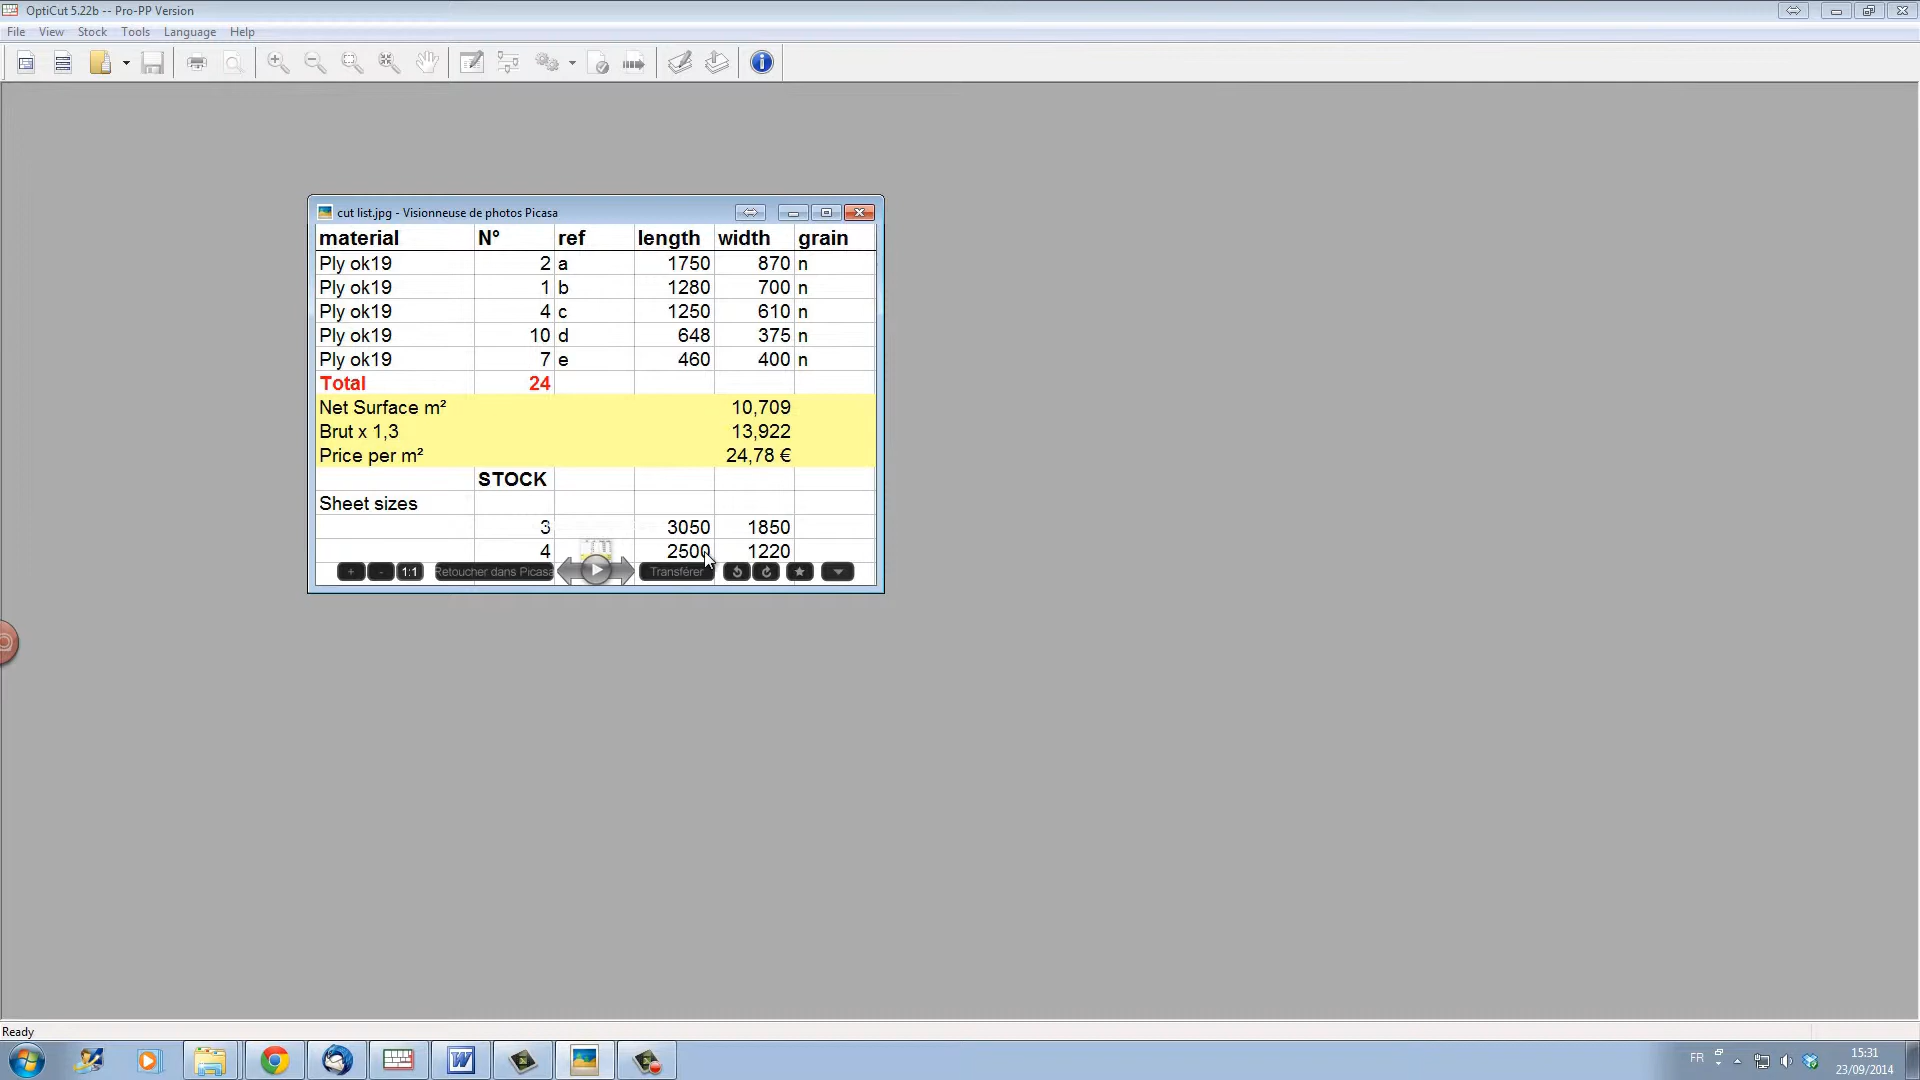 OptiCut 5.22b -- Pro-PP Version
File View Stock Tools Language Help
cut list.jpg - Visionneuse de photos Picasa
material N° ref length width grain
Ply ok19 2 a 1750 870 n
Ply ok19 1 b 1280 700 n
Ply ok19 4 c 1250 610 n
Ply ok19 10 d 648 375 n
Ply ok19 7 e 460 400 n
Total 24
Net Surface m² 10,709
Brut x 1,3 13,922
Price per m² 24,78 €
STOCK
Sheet sizes
3 3050 1850
4 2500 1220
+ - 1:1 Retoucher dans Picasa Transférer
Ready
FR 15:31
23/09/2014